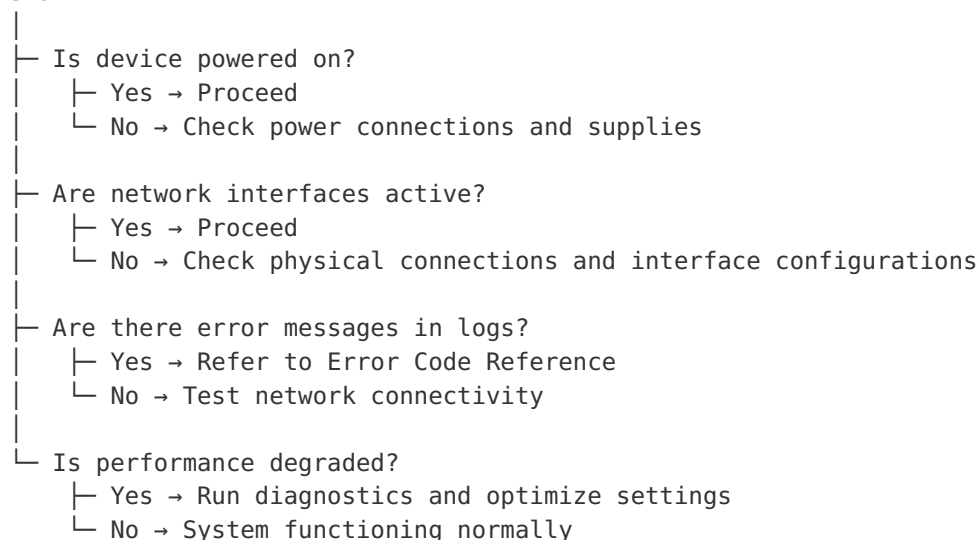 │
├─ Is device powered on?
│   ├─ Yes → Proceed
│   └─ No → Check power connections and supplies
│
├─ Are network interfaces active?
│   ├─ Yes → Proceed
│   └─ No → Check physical connections and interface configurations
│
├─ Are there error messages in logs?
│   ├─ Yes → Refer to Error Code Reference
│   └─ No → Test network connectivity
│
└─ Is performance degraded?
    ├─ Yes → Run diagnostics and optimize settings
    └─ No → System functioning normally